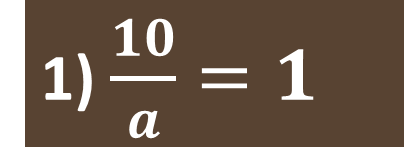 1) 10/a = 1